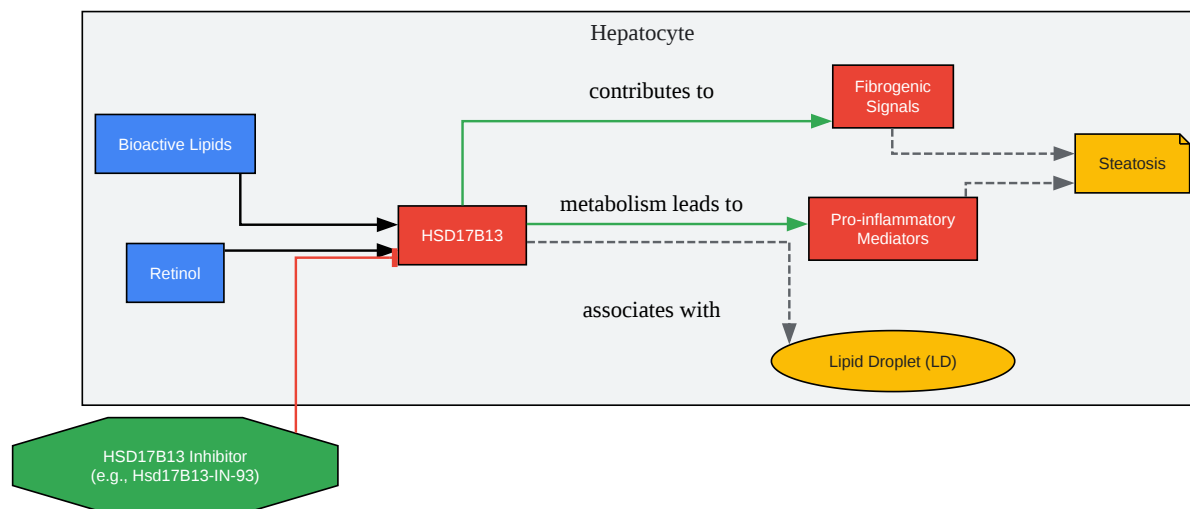 Hepatocyte
contributes to
Fibrogenic
Signals
Bioactive Lipids
Steatosis
metabolism leads to
HSD17B13
Pro-inflammatory
Mediators
Retinol
associates with
Lipid Droplet (LD)
HSD17B13 Inhibitor
(e.g., Hsd17B13-IN-93)